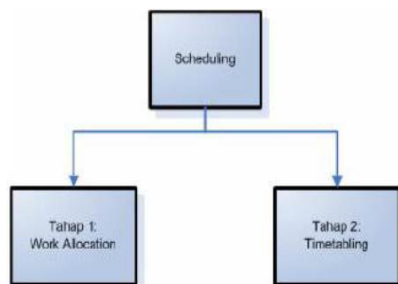 Scheduling
Tahap 1:
Work Allocation
Tahap 2:
Timetabling